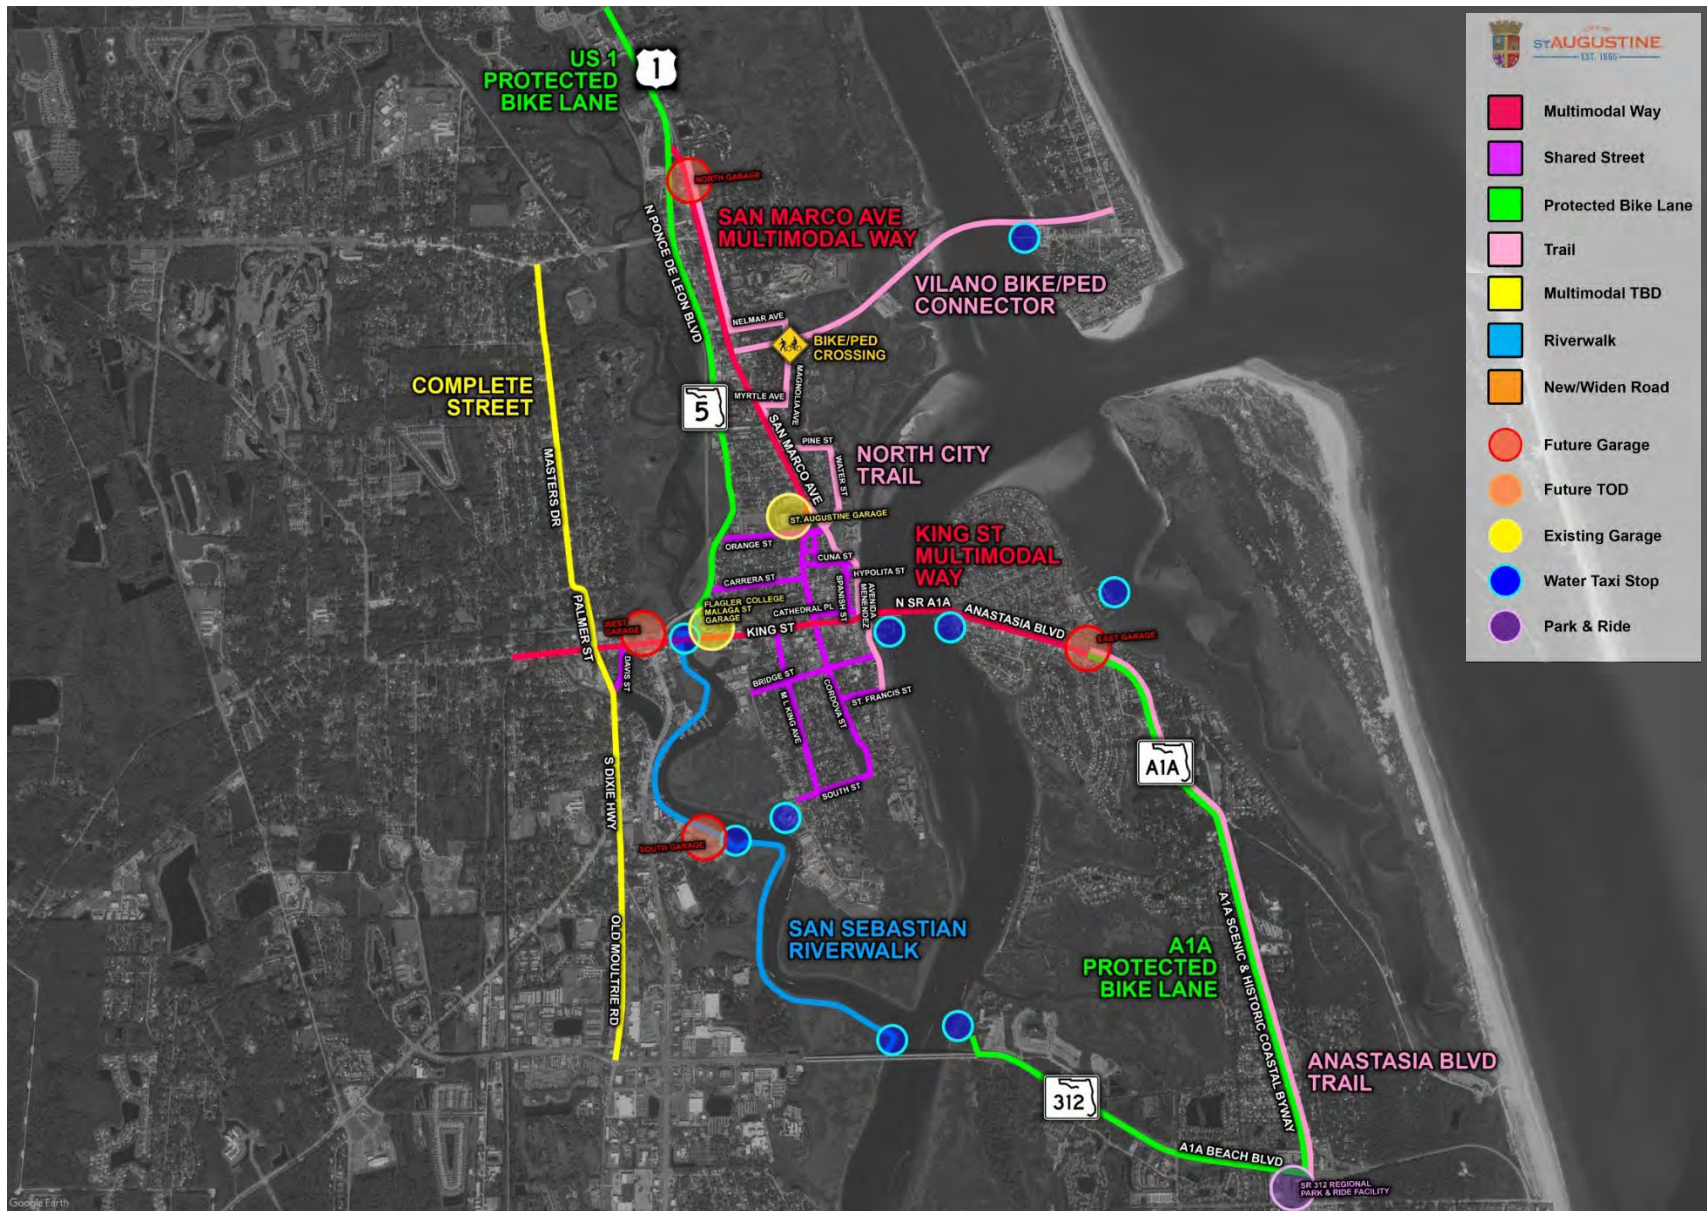 US 1
PROTECTED
BIKE LANE
1
CITY OF
ST AUGUSTINE
EST. 1565
Multimodal Way
Shared Street
Protected Bike Lane
Trail
Multimodal TBD
Riverwalk
New/Widen Road
Future Garage
Future TOD
Existing Garage
Water Taxi Stop
Park & Ride
NORTH GARAGE
SAN MARCO AVE
MULTIMODAL WAY
N PONCE DE LEON BLVD
VILANO BIKE/PED
CONNECTOR
NELMAR AVE
BIKE/PED
CROSSING
COMPLETE
STREET
5
MYRTLE AVE
MAGNOLIA AVE
SAN MARCO AVE
PINE ST
WATER ST
NORTH CITY
TRAIL
MASTERS DR
ST. AUGUSTINE GARAGE
ORANGE ST
CUNA ST
HYPOLITA ST
KING ST
MULTIMODAL
WAY
CARRERA ST
SPANISH ST
AVENIDA
MENENDEZ
N SR A1A
ANASTASIA BLVD
FLAGLER COLLEGE
MALAGA ST
GARAGE
CATHEDRAL PL
KING ST
WEST
GARAGE
EAST GARAGE
PALMER ST
DAVIS ST
BRIDGE ST
M L KING AVE
CORDOVA ST
ST. FRANCIS ST
SOUTH ST
A1A
S DIXIE HWY
SOUTH GARAGE
OLD MOULTRIE RD
SAN SEBASTIAN
RIVERWALK
A1A
PROTECTED
BIKE LANE
A1A SCENIC & HISTORIC COASTAL BYWAY
ANASTASIA BLVD
TRAIL
312
A1A BEACH BLVD
SR 312 REGIONAL
PARK & RIDE FACILITY
Google Earth